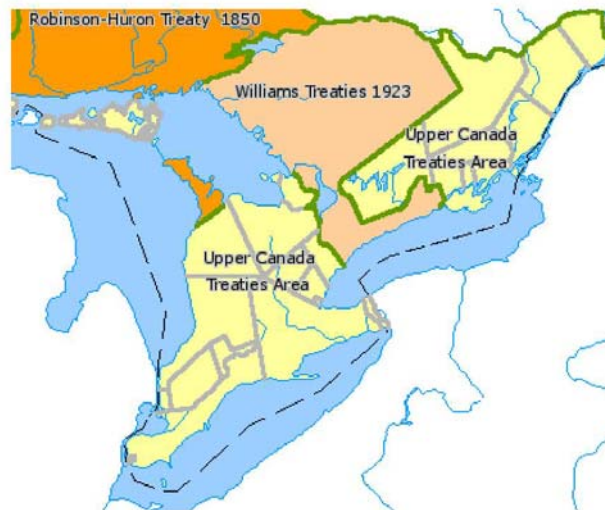 Robinson-Huron Treaty 1850
Williams Treaties 1923
Upper Canada
Treaties Area
Upper Canada
Treaties Area